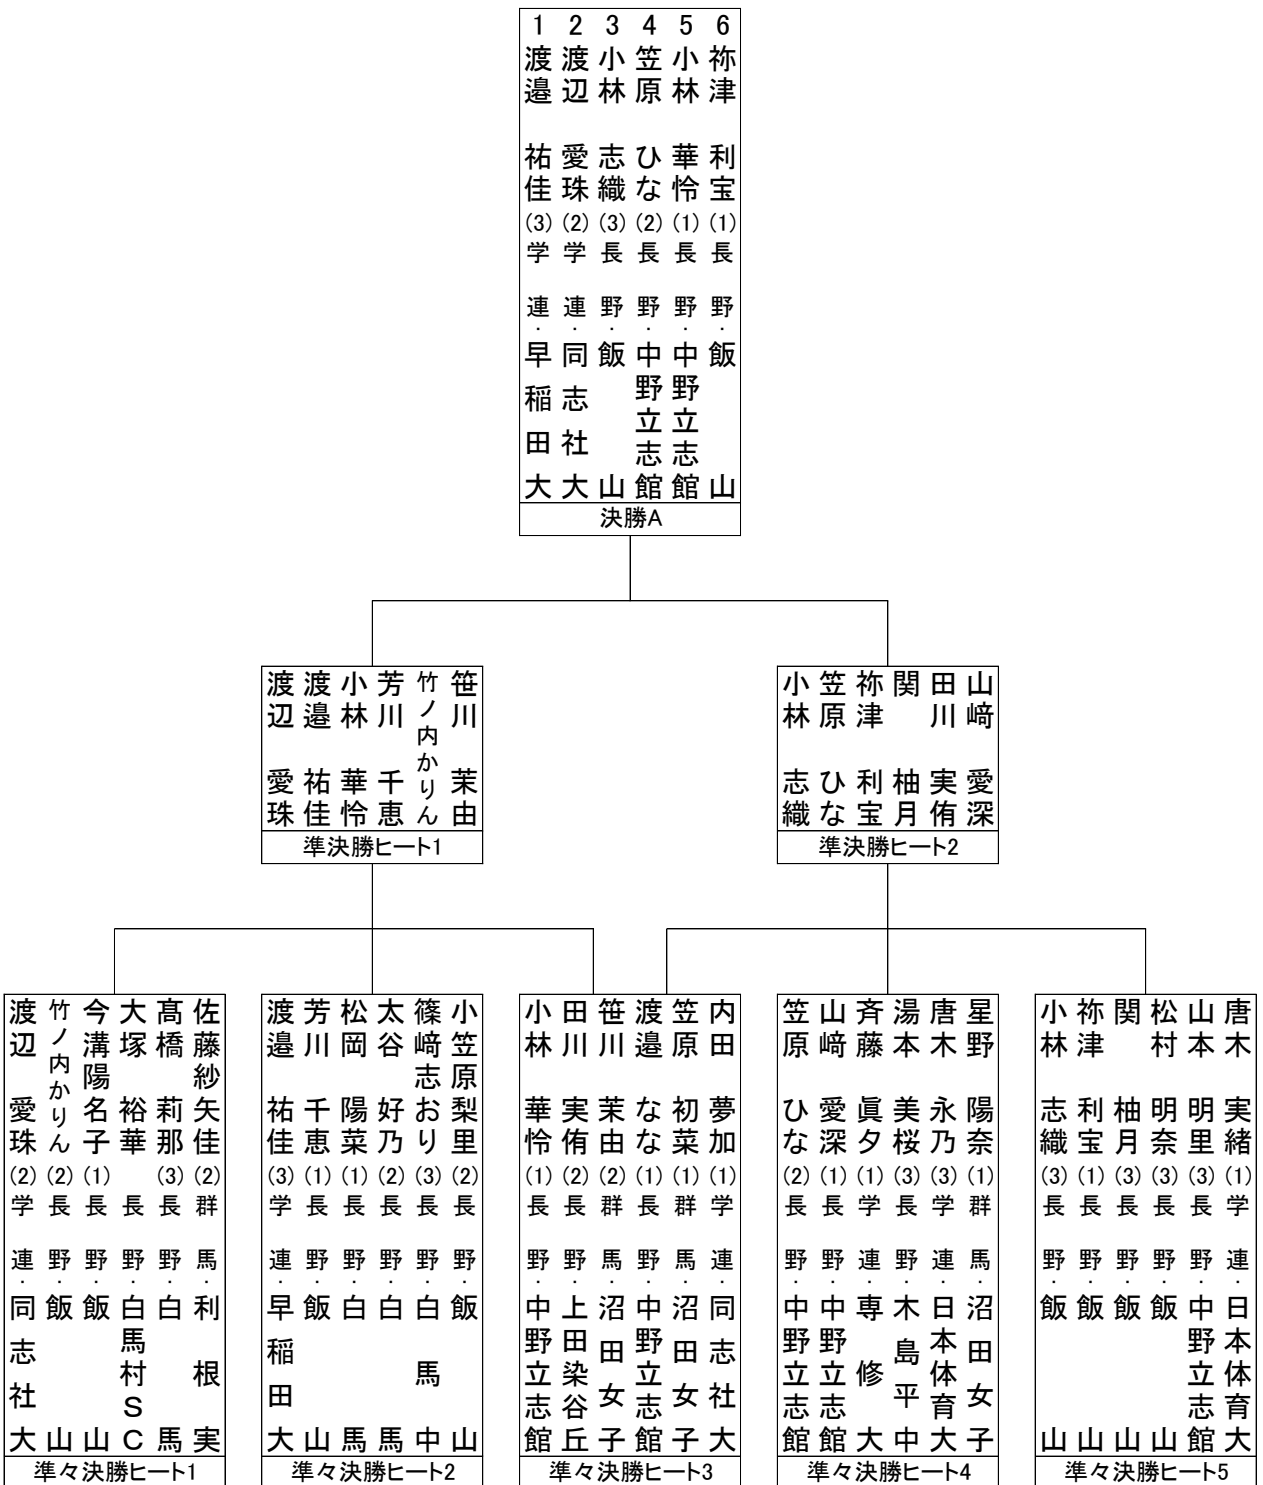 1 渡邉 祐佳 (3) 学連・早稲田大
2 渡辺 愛珠 (2) 学連・同志社大
3 小林 志織 (3) 長野・飯山
4 笠原 ひな (2) 長野・中野立志館
5 小林 華怜 (1) 長野・中野立志館
6 祢津 利宝 (1) 長野・飯山
決勝A
渡辺 愛珠
渡邉 祐佳
小林 華怜
芳川 千恵
竹ノ内かりん
笹川 茉由
準決勝ヒート1
小林 志織
笠原 ひな
祢津 利宝
関 柚月
田川 実侑
山﨑 愛深
準決勝ヒート2
渡辺 愛珠 (2) 学連・同志社大
竹ノ内かりん (2) 長野・飯山
今溝陽名子 (1) 長野・飯山
大塚 裕華 長野・白馬村SC
髙橋 莉那 (3) 長野・白馬
佐藤紗矢佳 (2) 群馬・利根実
準々決勝ヒート1
渡邉 祐佳 (3) 学連・早稲田大
芳川 千恵 (1) 長野・飯山
松岡 陽菜 (1) 長野・白馬
太谷 好乃 (2) 長野・白馬
篠﨑志おり (3) 長野・白馬中
小笠原梨里 (2) 長野・飯山
準々決勝ヒート2
小林 華怜 (1) 長野・中野立志館
田川 実侑 (2) 長野・上田染谷丘
笹川 茉由 (2) 群馬・沼田女子
渡邉 なな (1) 長野・中野立志館
笠原 初菜 (1) 群馬・沼田女子
内田 夢加 (1) 学連・同志社大
準々決勝ヒート3
笠原 ひな (2) 長野・中野立志館
山﨑 愛深 (1) 長野・中野立志館
斉藤 眞夕 (1) 学連・専修大
湯本 美桜 (3) 長野・木島平中
唐木 永乃 (3) 学連・日本体育大
星野 陽奈 (1) 群馬・沼田女子
準々決勝ヒート4
小林 志織 (3) 長野・飯山
祢津 利宝 (1) 長野・飯山
関 柚月 (3) 長野・飯山
松村 明奈 (3) 長野・飯山
山本 明里 (3) 長野・中野立志館
唐木 実緒 (1) 学連・日本体育大
準々決勝ヒート5